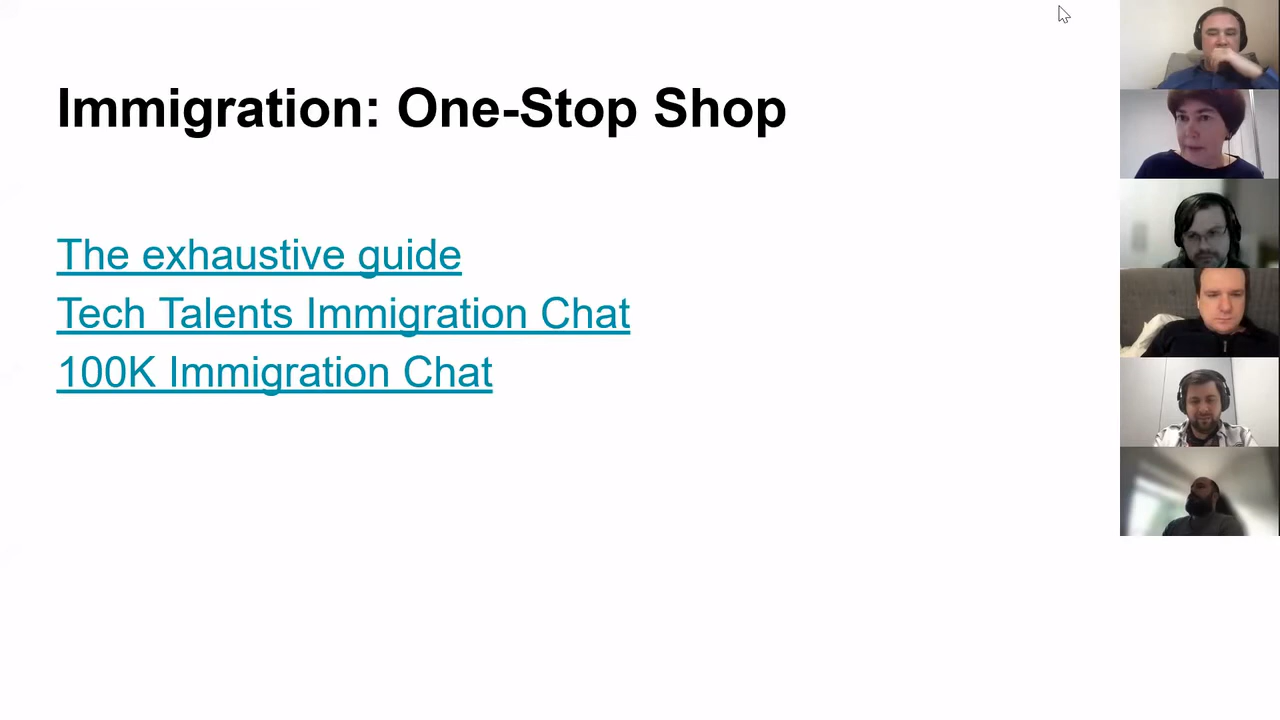 Immigration: One-Stop Shop
The exhaustive guide
Tech Talents Immigration Chat
100K Immigration Chat